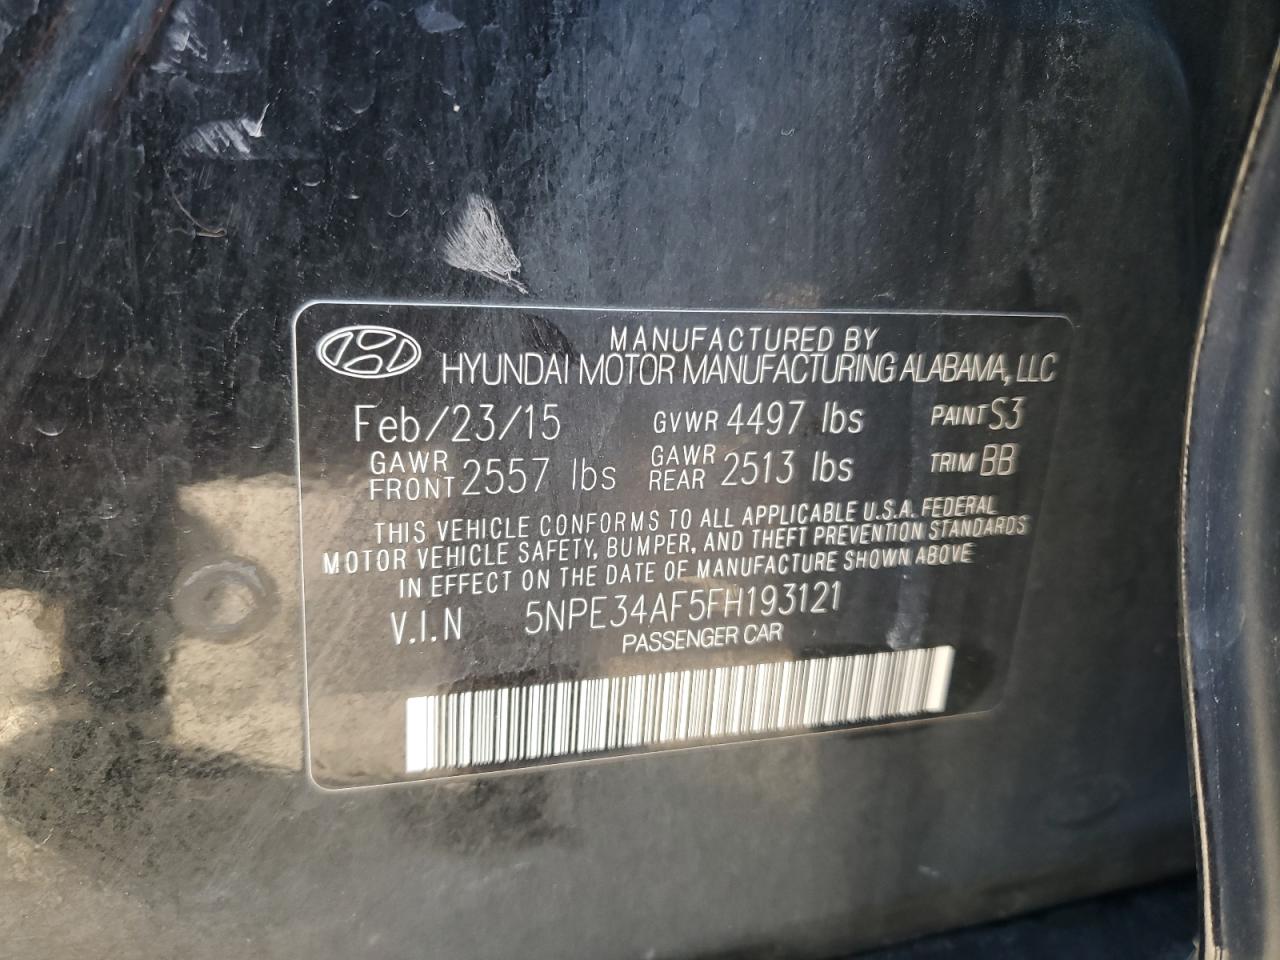 MANUFACTURED BY
HYUNDAI MOTOR MANUFACTURING ALABAMA, LLC
Feb/23/15 GVWR 4497 lbs PAINT S3
GAWR FRONT 2557 lbs GAWR REAR 2513 lbs TRIM BB
THIS VEHICLE CONFORMS TO ALL APPLICABLE U.S.A. FEDERAL
MOTOR VEHICLE SAFETY, BUMPER, AND THEFT PREVENTION STANDARDS
IN EFFECT ON THE DATE OF MANUFACTURE SHOWN ABOVE
V.I.N 5NPE34AF5FH193121
PASSENGER CAR